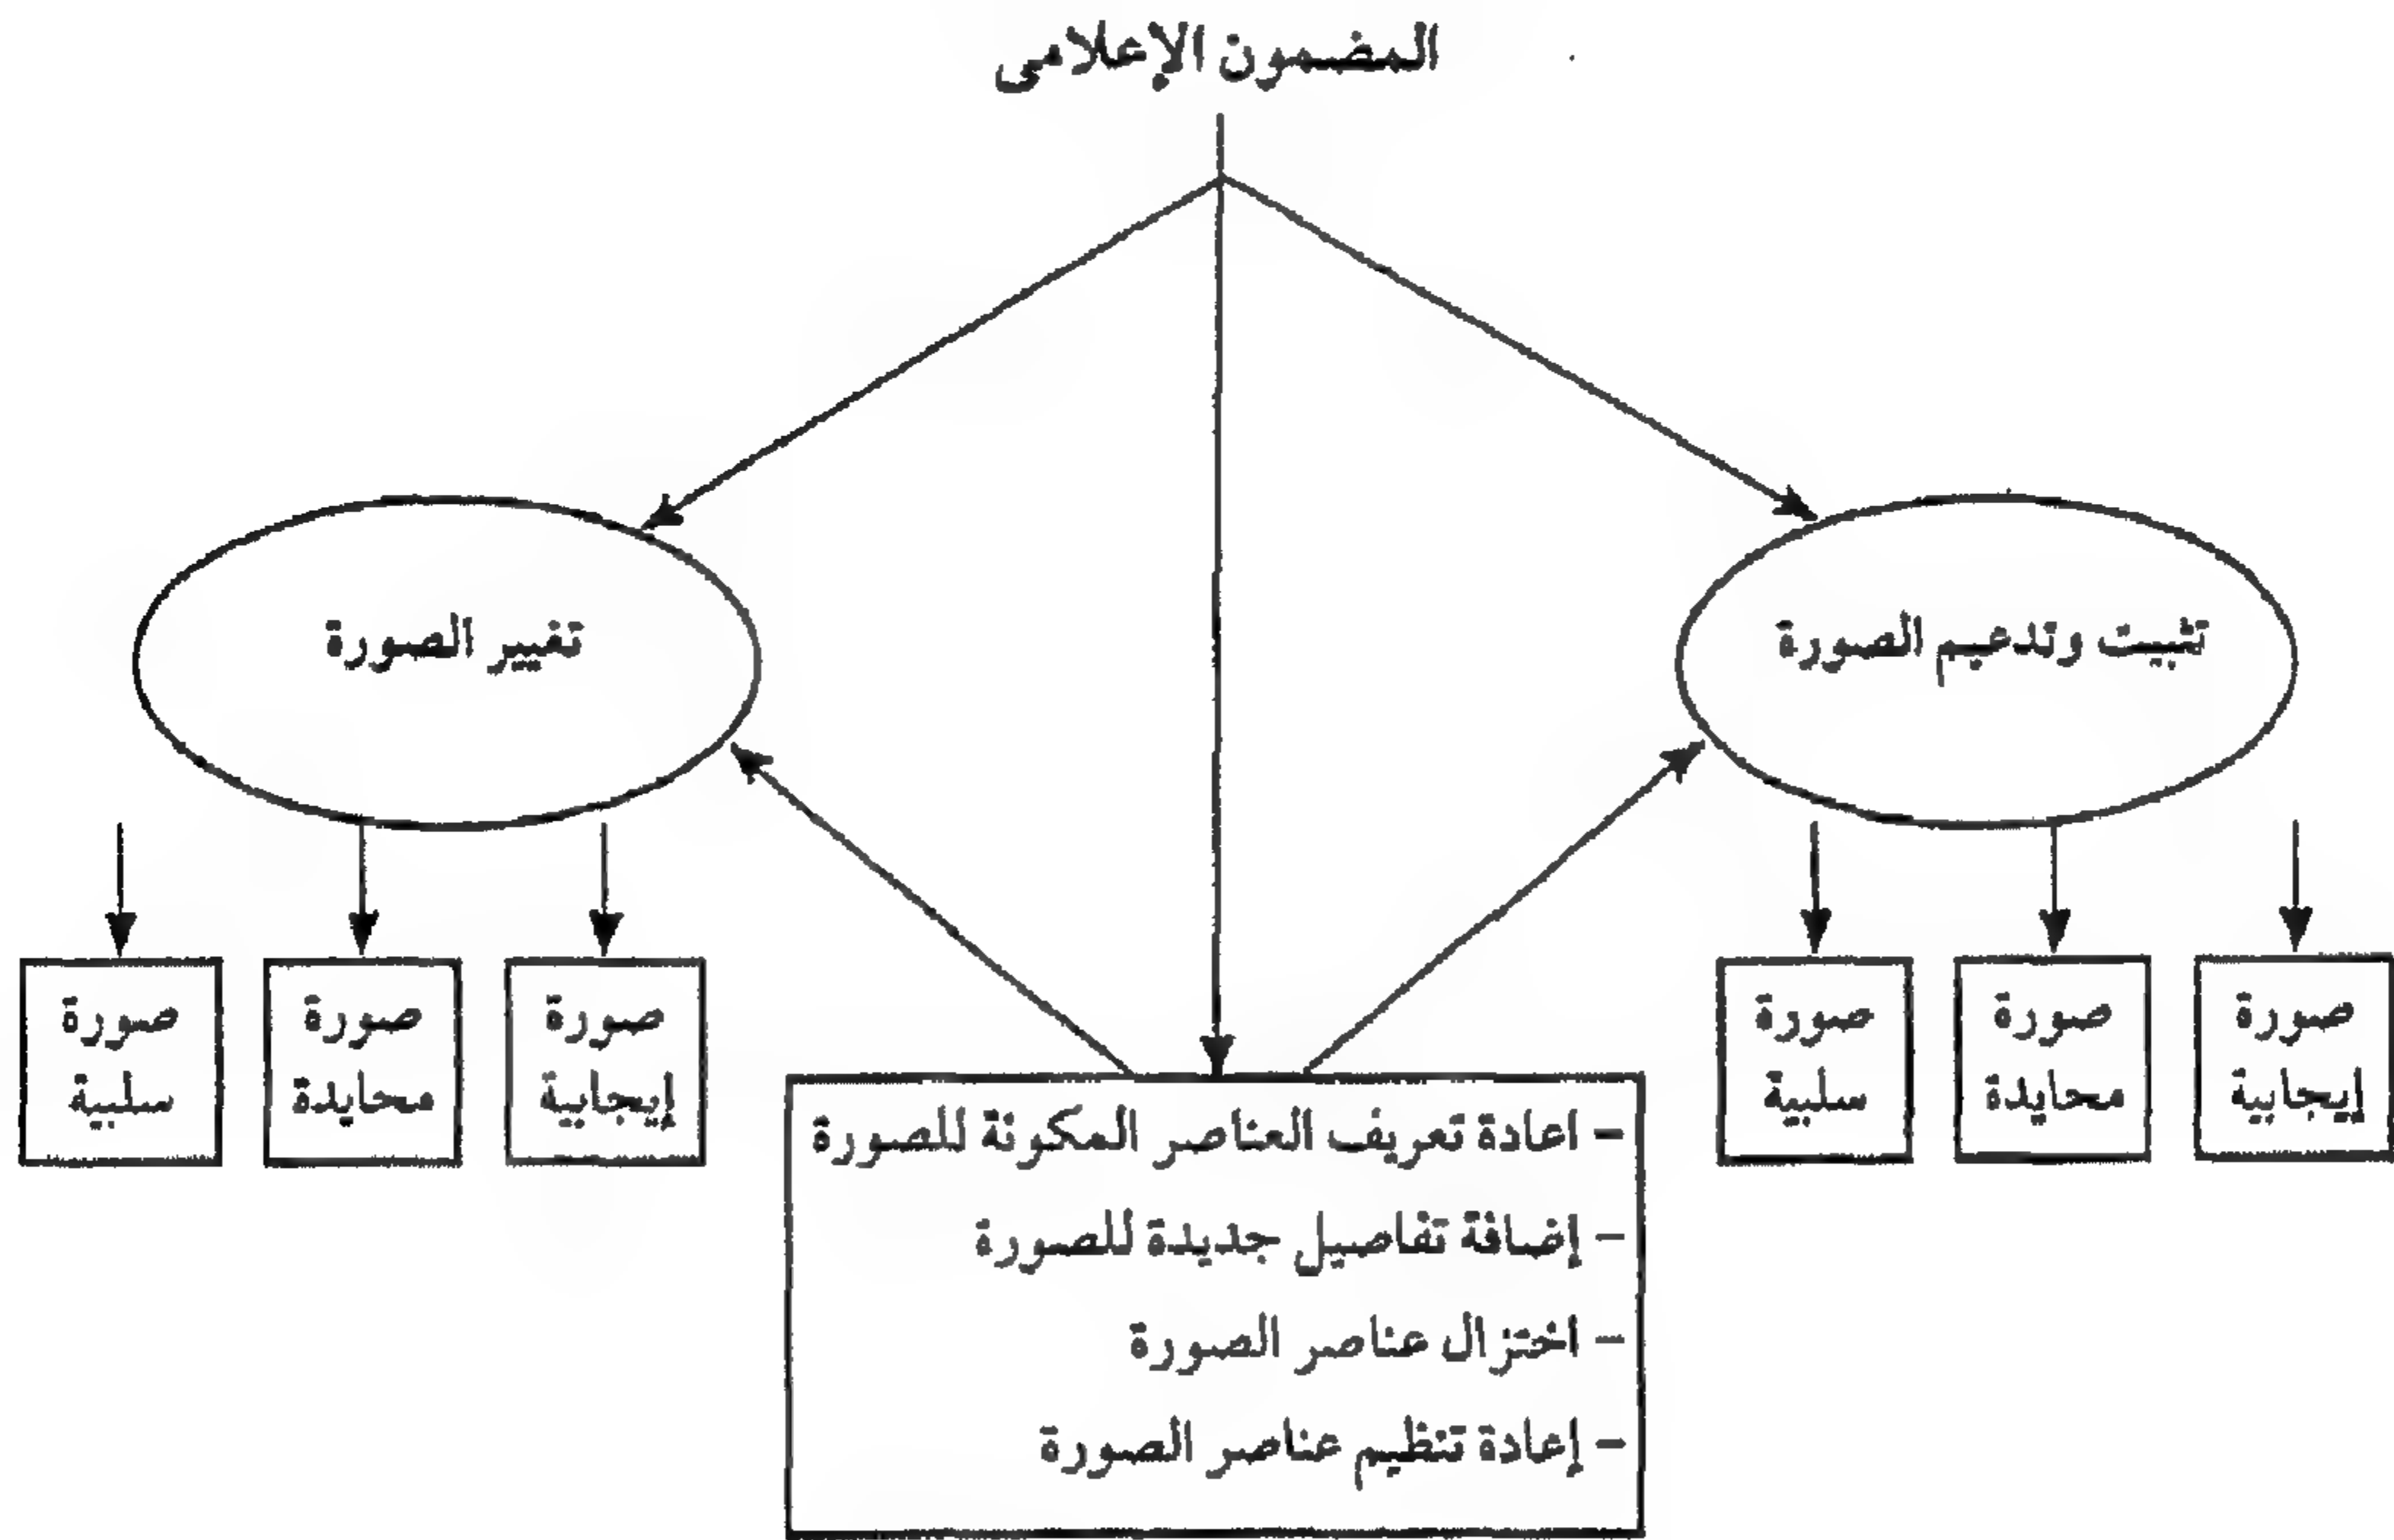 المضمون الإعلامى
تثبيت وتدعيم الصورة
تغيير الصورة
صورة
إيجابية
صورة
محايدة
صورة
سلبية
صورة
إيجابية
صورة
محايدة
صورة
سلبية
- اعادة تعريف العناصر المكونة للصورة
- إضافة تفاصيل جديدة للصورة
- اختزال عناصر الصورة
- إعادة تنظيم عناصر الصورة